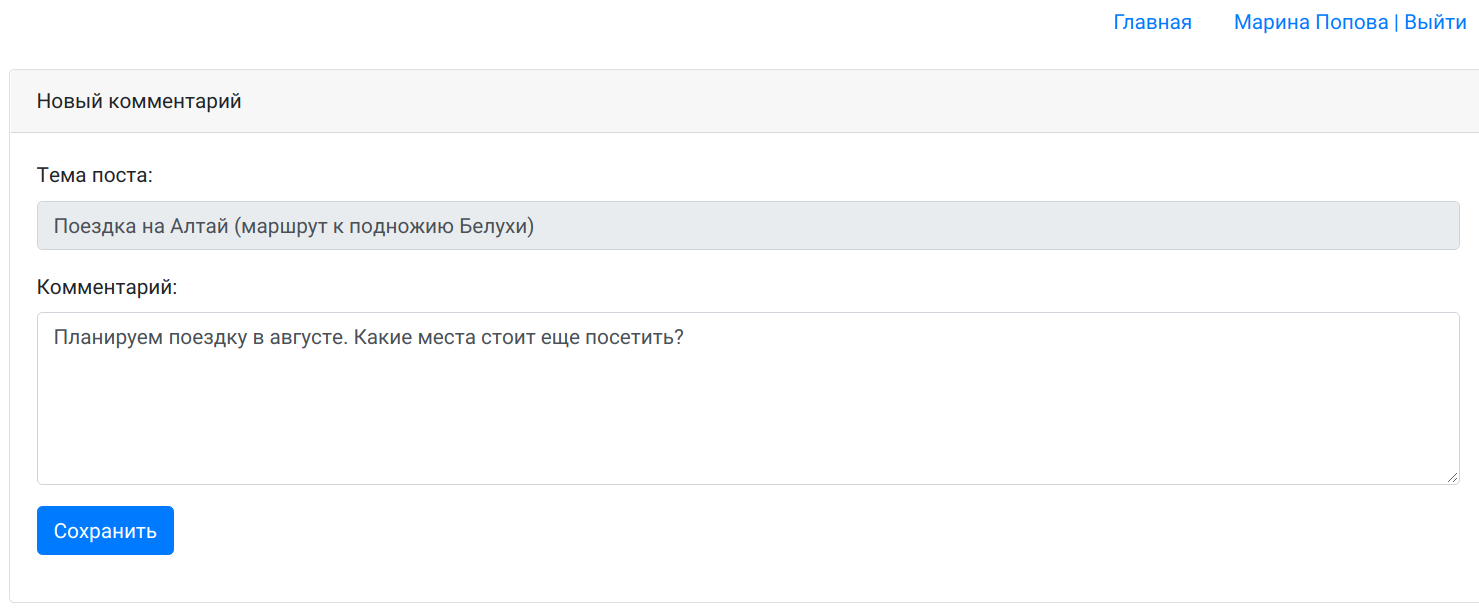 Главная Марина Попова | Выйти
Новый комментарий
Тема поста:
Поездка на Алтай (маршрут к подножию Белухи)
Комментарий:
Планируем поездку в августе. Какие места стоит еще посетить?
Сохранить